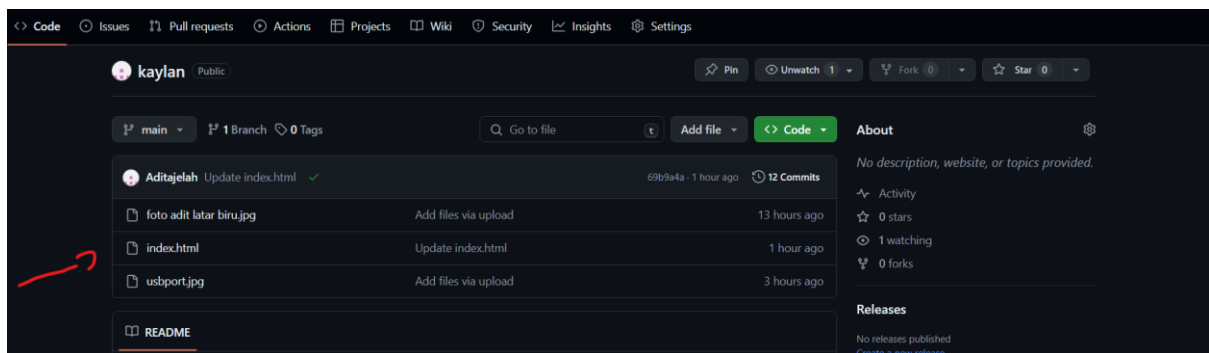 Code Issues Pull requests Actions Projects Wiki Security Insights Settings
kaylan Public Pin Unwatch 1 Fork 0 Star 0
main 1 Branch 0 Tags Go to file t Add file Code
About
No description, website, or topics provided.
Aditajelah Update index.html 69b9a4a · 1 hour ago 12 Commits
foto adit latar biru.jpg Add files via upload 13 hours ago
index.html Update index.html 1 hour ago
usbport.jpg Add files via upload 3 hours ago
README
Activity
0 stars
1 watching
0 forks
Releases
No releases published
Create a new release